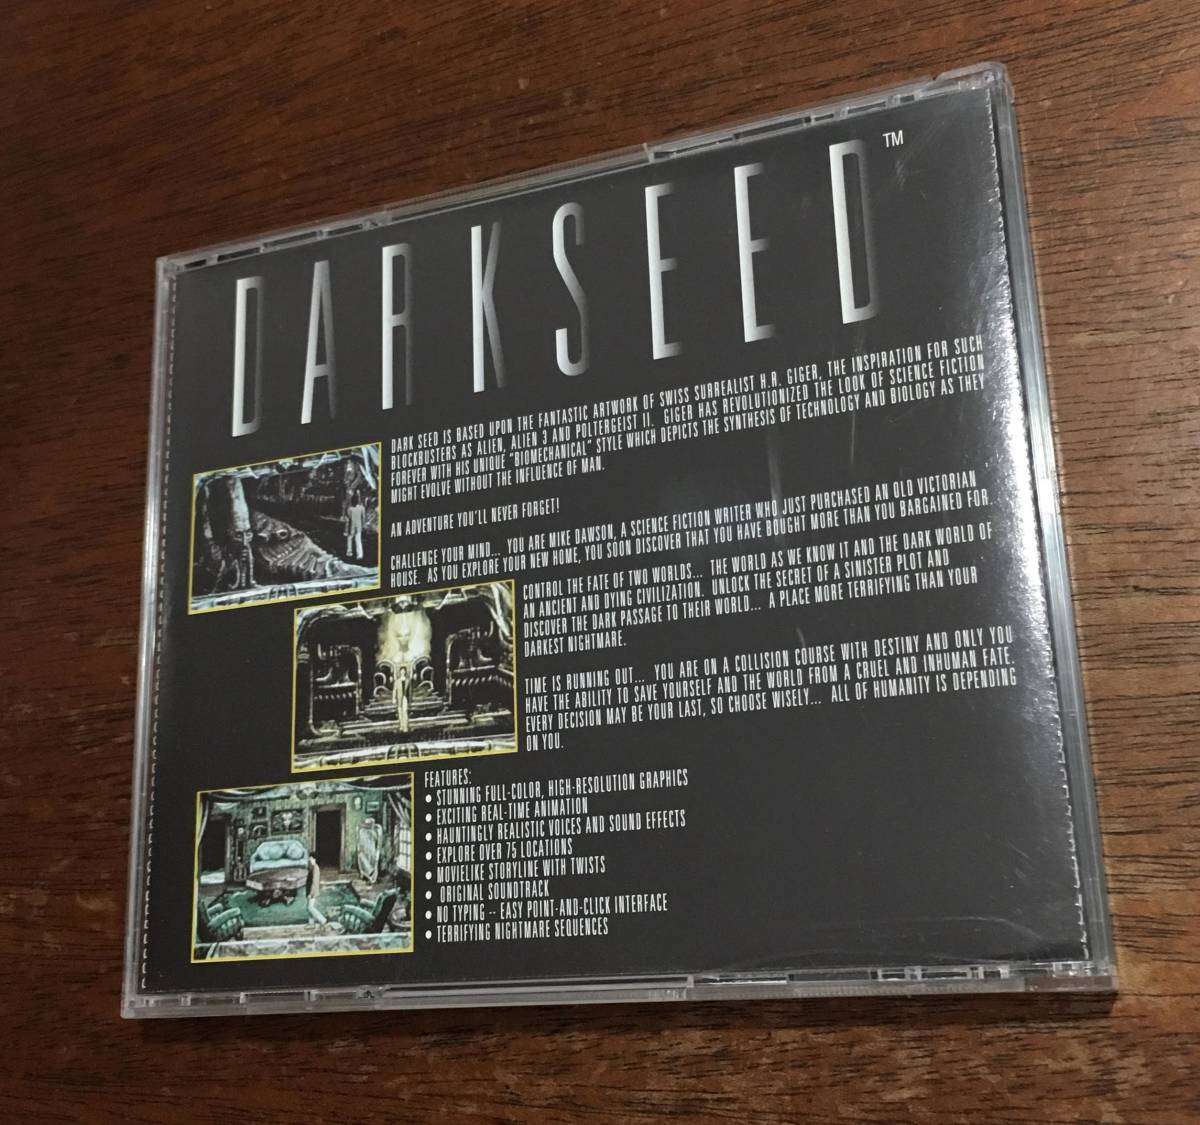 DARKSEED™
DARK SEED IS BASED UPON THE FANTASTIC ARTWORK OF SWISS SURREALIST H.R. GIGER, THE INSPIRATION FOR SUCH
BLOCKBUSTERS AS ALIEN, ALIEN 3 AND POLTERGEIST II. GIGER HAS REVOLUTIONIZED THE LOOK OF SCIENCE FICTION
FOREVER WITH HIS UNIQUE "BIOMECHANICAL" STYLE WHICH DEPICTS THE SYNTHESIS OF TECHNOLOGY AND BIOLOGY AS THEY
MIGHT EVOLVE WITHOUT THE INFLUENCE OF MAN.
AN ADVENTURE YOU'LL NEVER FORGET!
CHALLENGE YOUR MIND... YOU ARE MIKE DAWSON, A SCIENCE FICTION WRITER WHO JUST PURCHASED AN OLD VICTORIAN
HOUSE. AS YOU EXPLORE YOUR NEW HOME, YOU SOON DISCOVER THAT YOU HAVE BOUGHT MORE THAN YOU BARGAINED FOR.
CONTROL THE FATE OF TWO WORLDS... THE WORLD AS WE KNOW IT AND THE DARK WORLD OF
AN ANCIENT AND DYING CIVILIZATION. UNLOCK THE SECRET OF A SINISTER PLOT AND
DISCOVER THE DARK PASSAGE TO THEIR WORLD... A PLACE MORE TERRIFYING THAN YOUR
DARKEST NIGHTMARE.
TIME IS RUNNING OUT... YOU ARE ON A COLLISION COURSE WITH DESTINY AND ONLY YOU
HAVE THE ABILITY TO SAVE YOURSELF AND THE WORLD FROM A CRUEL AND INHUMAN FATE.
EVERY DECISION MAY BE YOUR LAST, SO CHOOSE WISELY... ALL OF HUMANITY IS DEPENDING
ON YOU.
FEATURES:
• STUNNING FULL-COLOR, HIGH-RESOLUTION GRAPHICS
• EXCITING REAL-TIME ANIMATION
• HAUNTINGLY REALISTIC VOICES AND SOUND EFFECTS
• EXPLORE OVER 75 LOCATIONS
• MOVIELIKE STORYLINE WITH TWISTS
• ORIGINAL SOUNDTRACK
• NO TYPING -- EASY POINT-AND-CLICK INTERFACE
• TERRIFYING NIGHTMARE SEQUENCES